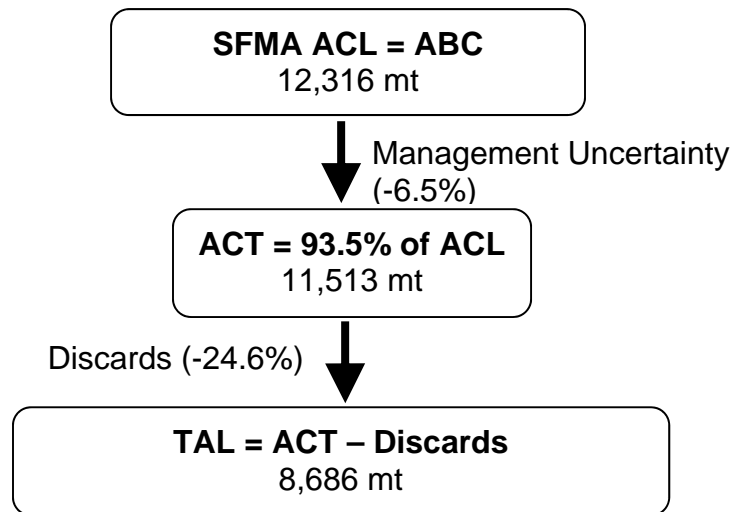 SFMA ACL = ABC
12,316 mt
Management Uncertainty
(-6.5%)
ACT = 93.5% of ACL
11,513 mt
Discards (-24.6%)
TAL = ACT – Discards
8,686 mt